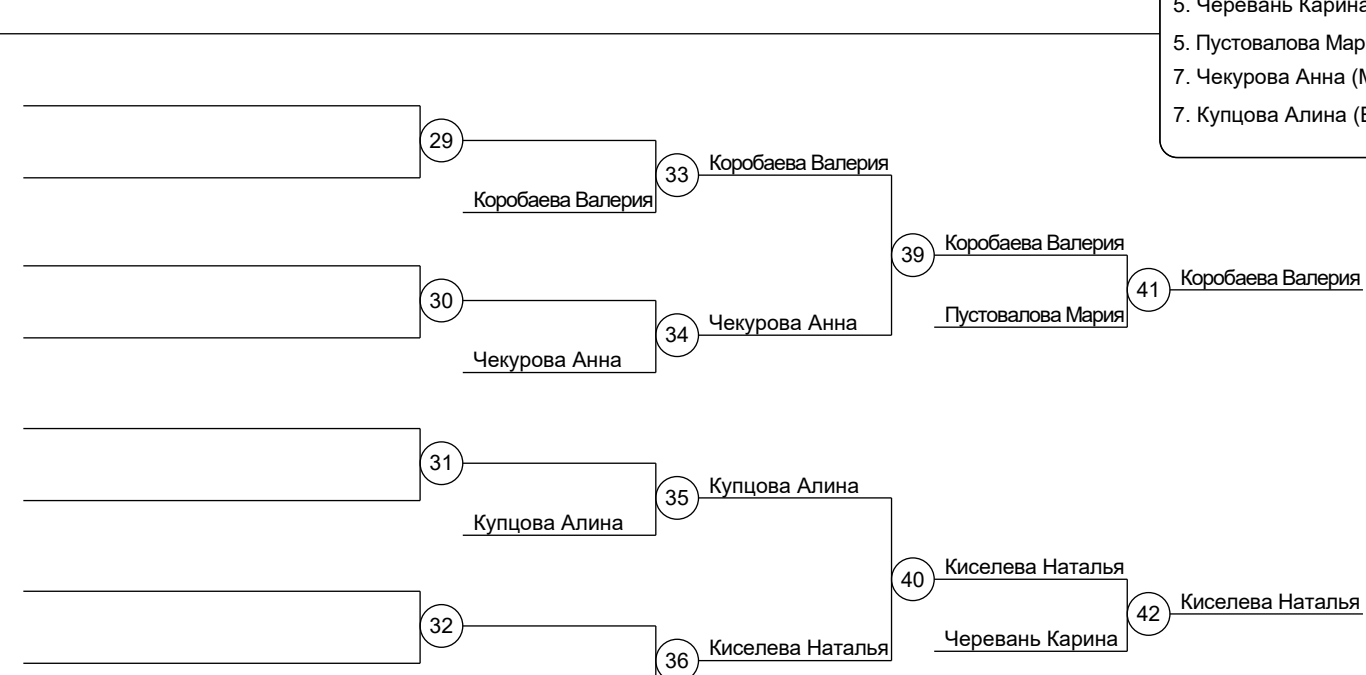 5. Черевань Карина
5. Пустовалова Мар
7. Чекурова Анна (М
7. Купцова Алина (
29
33
Коробаева Валерия
Коробаева Валерия
39
Коробаева Валерия
41
Коробаева Валерия
Пустовалова Мария
30
34
Чекурова Анна
Чекурова Анна
31
35
Купцова Алина
Купцова Алина
40
Киселева Наталья
42
Киселева Наталья
Черевань Карина
32
36
Киселева Наталья